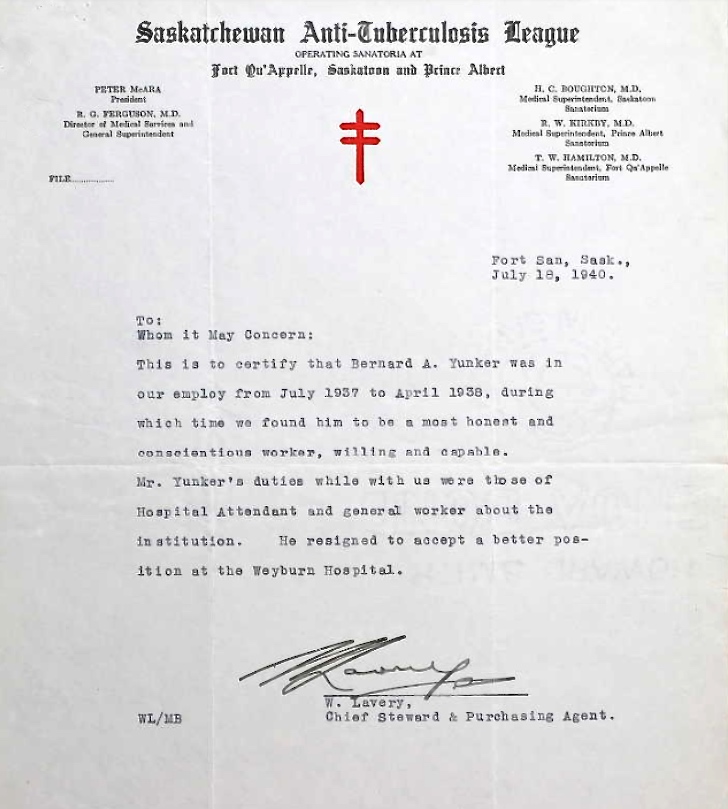 Saskatchewan Anti-Tuberculosis League
OPERATING SANATORIA AT
Fort Qu'Appelle, Saskatoon and Prince Albert
PETER McARA
President
R. G. FERGUSON, M.D.
Director of Medical Services and
General Superintendent
FILE..............
H. C. BOUGHTON, M.D.
Medical Superintendent, Saskatoon
Sanatorium
R. W. KIRKBY, M.D.
Medical Superintendent, Prince Albert
Sanatorium
T. W. HAMILTON, M.D.
Medical Superintendent, Fort Qu'Appelle
Sanatorium
Fort San, Sask.,
July 18, 1940.
To:
Whom it May Concern:
This is to certify that Bernard A. Yunker was in
our employ from July 1937 to April 1938, during
which time we found him to be a most honest and
conscientious worker, willing and capable.
Mr. Yunker's duties while with us were those of
Hospital Attendant and general worker about the
institution. He resigned to accept a better pos-
ition at the Weyburn Hospital.
W. Lavery
W. Lavery,
Chief Steward & Purchasing Agent.
WL/MB